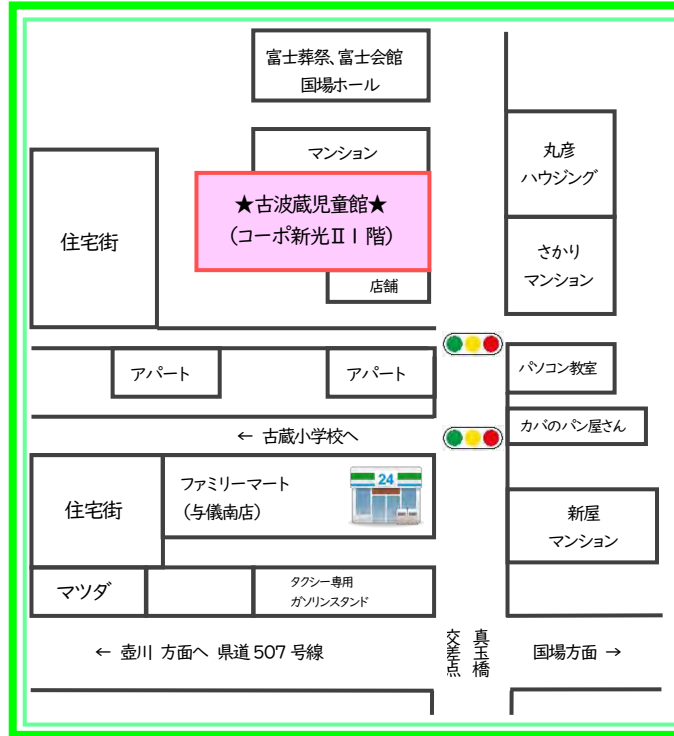 富士葬祭、富士会館
国場ホール
マンション
★古波蔵児童館★
(コーポ新光Ⅱ１階)
店舗
住宅街
丸彦
ハウジング
さかり
マンション
アパート
アパート
パソコン教室
← 古蔵小学校へ
カバのパン屋さん
住宅街
ファミリーマート
(与儀南店)
24
新屋
マンション
マツダ
タクシー専用
ガソリンスタンド
← 壺川 方面へ 県道 507 号線
真玉橋
交差点
国場方面 →